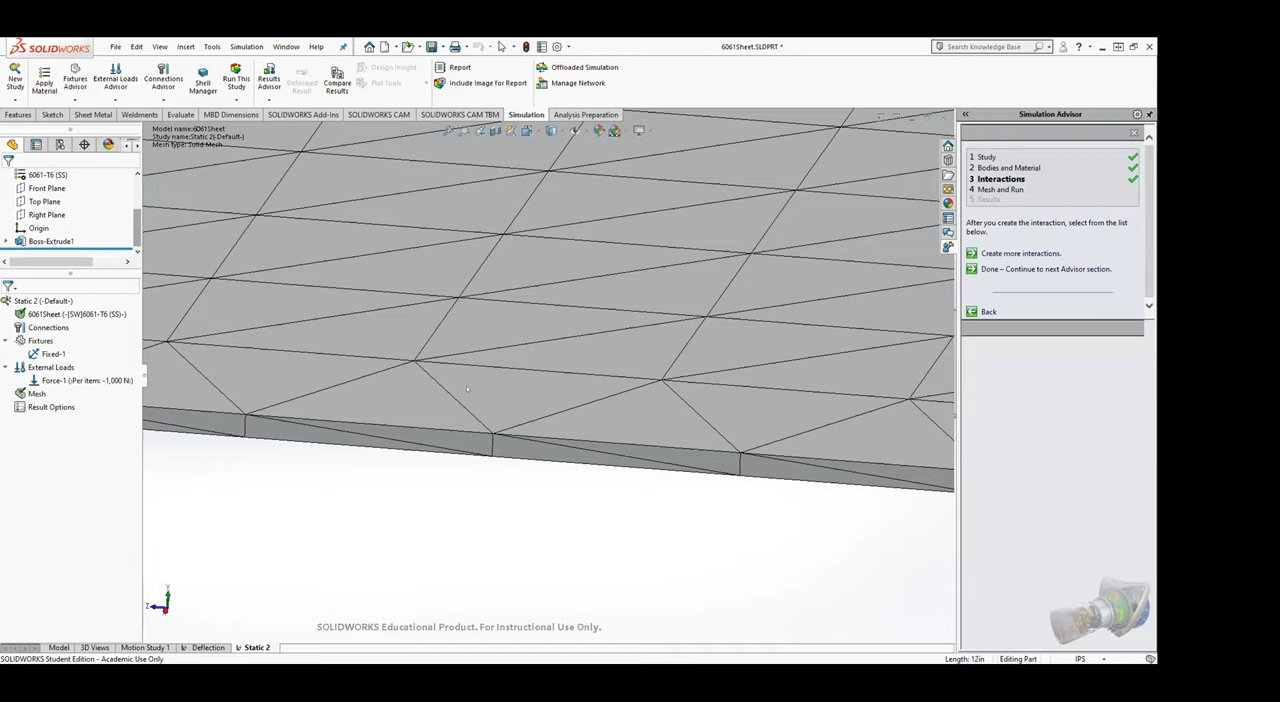 SOLIDWORKS File Edit View Insert Tools Simulation Window Help 6061Sheet.SLDPRT * Search Knowledge Base
New Study Apply Material Fixtures Advisor External Loads Advisor Connections Advisor Shell Manager Run This Study Results Advisor Deformed Result Compare Results
Design Insight
Plot Tools
Report
Include Image for Report
Offloaded Simulation
Manage Network
Features Sketch Sheet Metal Weldments Evaluate MBD Dimensions SOLIDWORKS Add-Ins SOLIDWORKS CAM SOLIDWORKS CAM TBM Simulation Analysis Preparation
6061-T6 (SS)
Front Plane
Top Plane
Right Plane
Origin
Boss-Extrude1
Static 2 (-Default-)
6061Sheet (-[SW]6061-T6 (SS)-)
Connections
Fixtures
Fixed-1
External Loads
Force-1 (:Per item: -1,000 N:)
Mesh
Result Options
Model name:6061Sheet
Study name:Static 2(-Default-)
Mesh type: Solid Mesh
Y
Z
SOLIDWORKS Educational Product. For Instructional Use Only.
Simulation Advisor
1 Study
2 Bodies and Material
3 Interactions
4 Mesh and Run
5 Results
After you create the interaction, select from the list
below.
Create more interactions.
Done – Continue to next Advisor section.
Back
Model 3D Views Motion Study 1 Deflection Static 2
SOLIDWORKS Student Edition - Academic Use Only Length: 12in Editing Part IPS